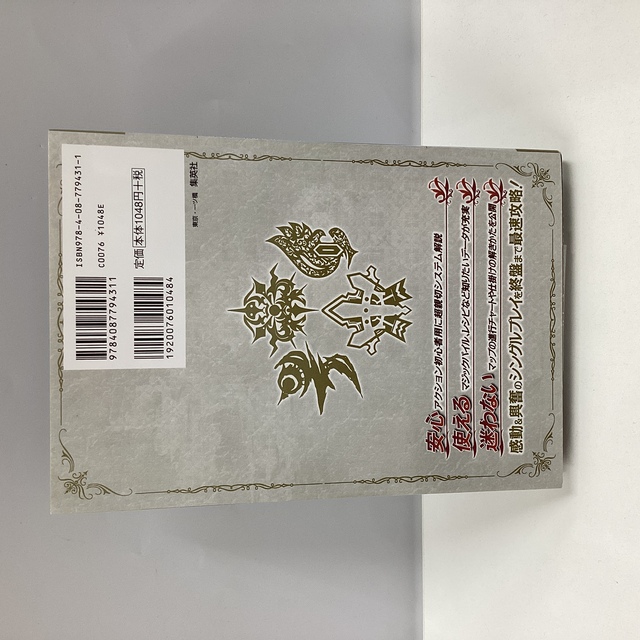 感動&興奮のシングルプレイを終盤まで最速攻略!
迷わない マップの進行チャートや仕掛けの解きかたを公開
使える マジックパイル、レシピなど知りたいデータが充実
安心 アクション初心者用に超親切システム解説
東京・一ツ橋 集英社
9784087794311
1920076010484
ISBN978-4-08-779431-1
C0076 ¥1048E
定価 本体1048円+税